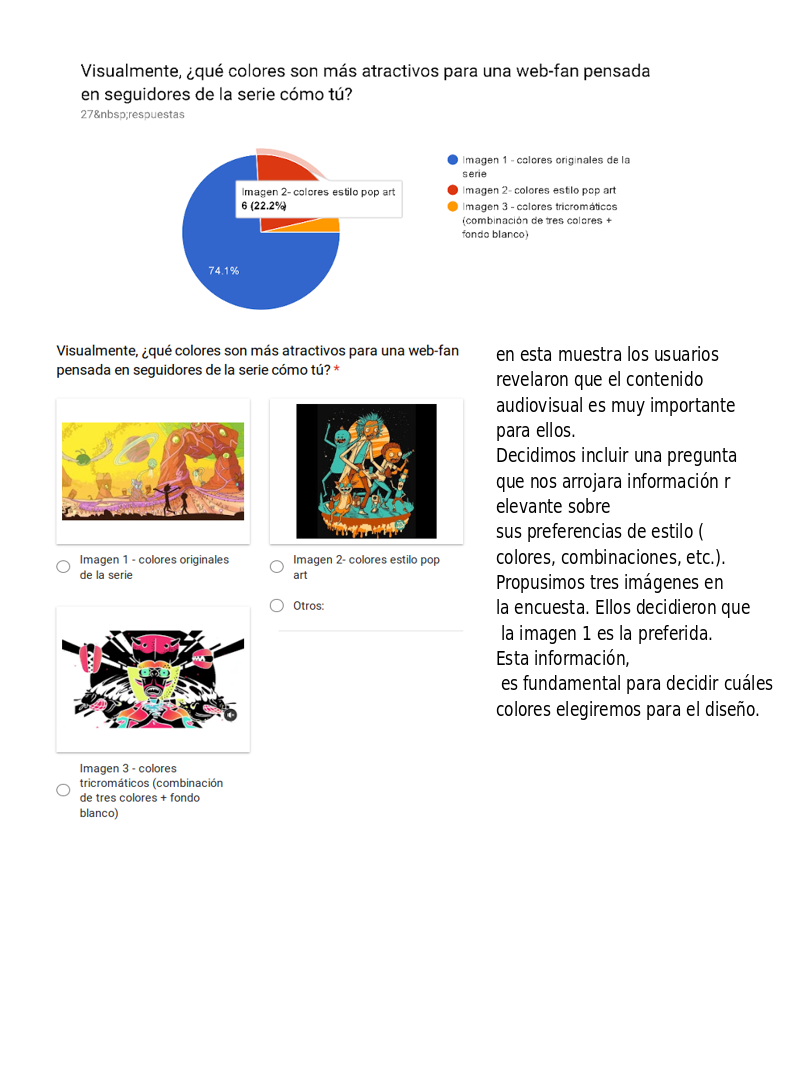 Visualmente, ¿qué colores son más atractivos para una web-fan pensada
en seguidores de la serie cómo tú?
27&nbsp;respuestas
Imagen 2- colores estilo pop art
6 (22.2%)
74.1%
Imagen 1 - colores originales de la
serie
Imagen 2- colores estilo pop art
Imagen 3 - colores tricromáticos
(combinación de tres colores +
fondo blanco)
Visualmente, ¿qué colores son más atractivos para una web-fan
pensada en seguidores de la serie cómo tú? *
Imagen 1 - colores originales
de la serie
Imagen 2- colores estilo pop
art
Otros:
Imagen 3 - colores
tricromáticos (combinación
de tres colores + fondo
blanco)
en esta muestra los usuarios
revelaron que el contenido
audiovisual es muy importante
para ellos.
Decidimos incluir una pregunta
que nos arrojara información r
elevante sobre
sus preferencias de estilo (
colores, combinaciones, etc.).
Propusimos tres imágenes en
la encuesta. Ellos decidieron que
la imagen 1 es la preferida.
Esta información,
es fundamental para decidir cuáles
colores elegiremos para el diseño.